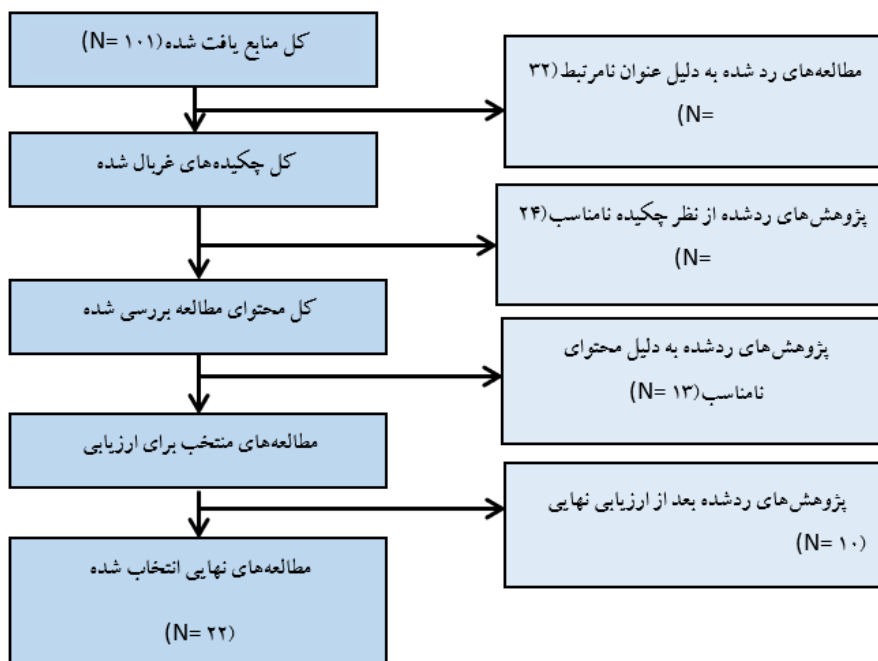 کل منابع یافت شده(۱۰۱ =N)
مطالعه‌های رد شده به دلیل عنوان نامرتبط(۳۲
=N)
کل چکیده‌های غربال شده
پژوهش‌های ردشده از نظر چکیده نامناسب(۲۴
=N)
کل محتوای مطالعه بررسی شده
پژوهش‌های ردشده به دلیل محتوای
نامناسب(۱۳ =N)
مطالعه‌های منتخب برای ارزیابی
پژوهش‌های ردشده بعد از ارزیابی نهایی
(۱۰ =N)
مطالعه‌های نهایی انتخاب شده
(۲۲ =N)